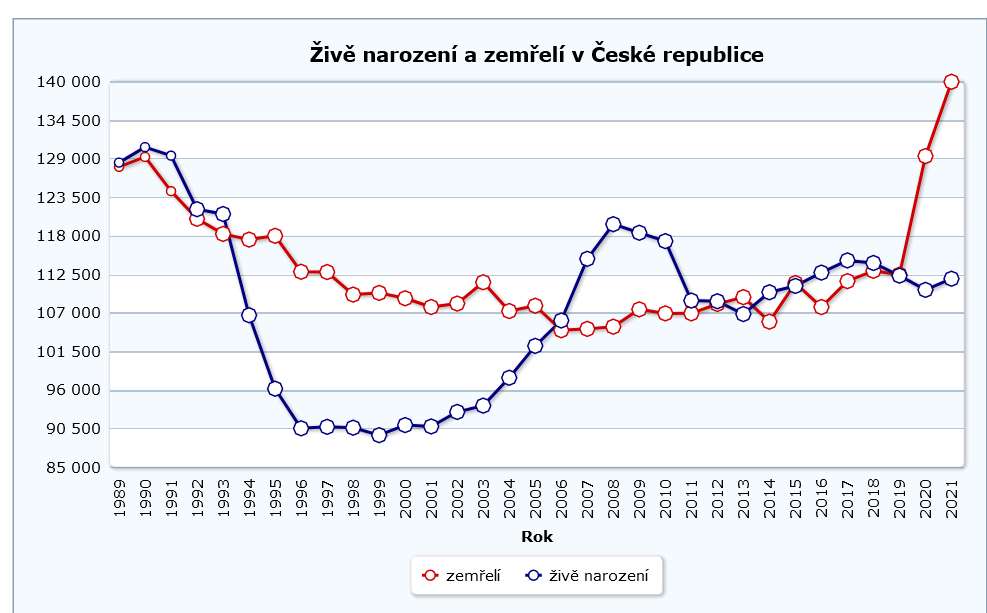 Živě narození a zemřelí v České republice
140 000
134 500
129 000
123 500
118 000
112 500
107 000
101 500
96 000
90 500
85 000
1989 1990 1991 1992 1993 1994 1995 1996 1997 1998 1999 2000 2001 2002 2003 2004 2005 2006 2007 2008 2009 2010 2011 2012 2013 2014 2015 2016 2017 2018 2019 2020 2021
Rok
zemřelí živě narození